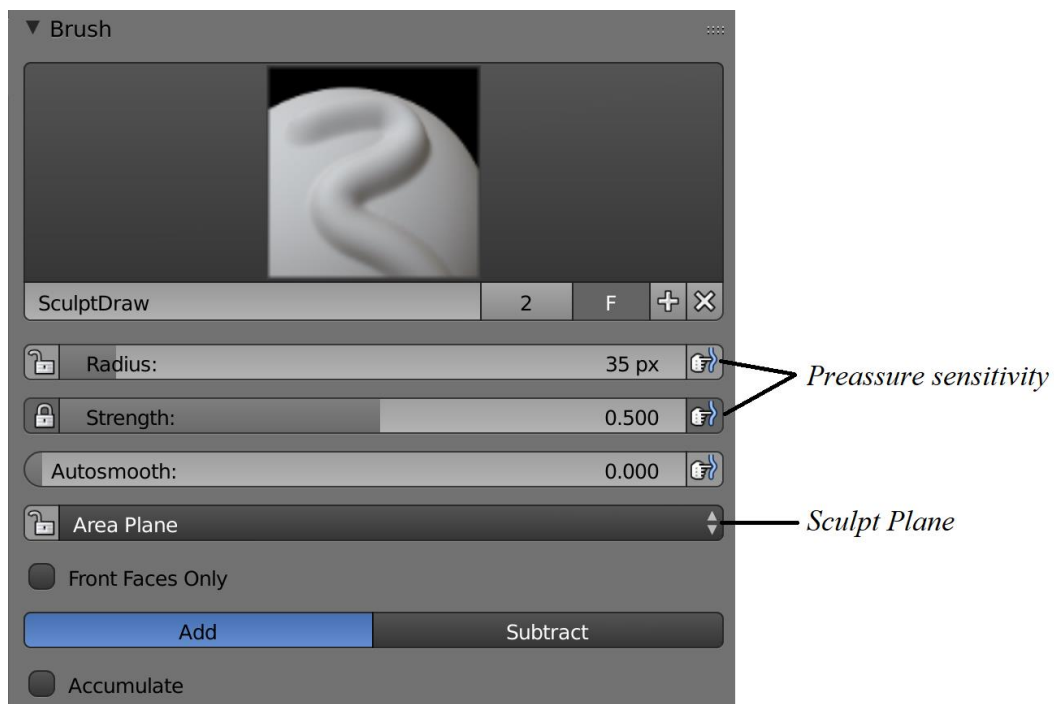 Brush
SculptDraw 2 F
Radius: 35 px
Preassure sensitivity
Strength: 0.500
Autosmooth: 0.000
Area Plane
Sculpt Plane
Front Faces Only
Add Subtract
Accumulate